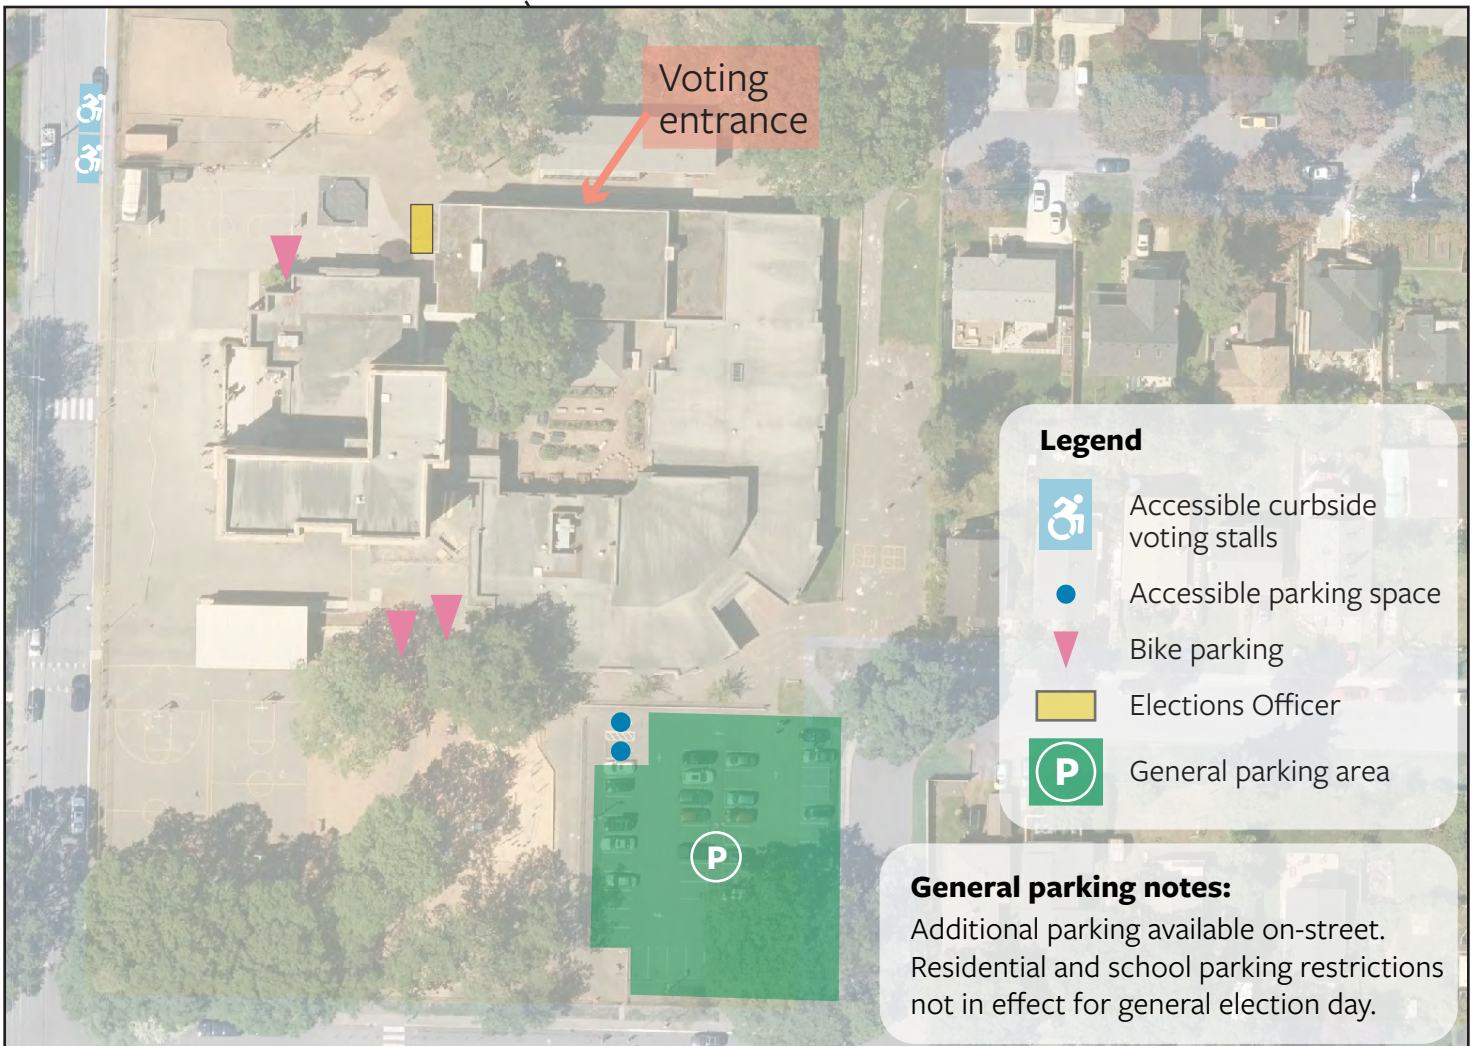 Voting
entrance
Legend
Accessible curbside
voting stalls
Accessible parking space
Bike parking
Elections Officer
P
General parking area
P
General parking notes:
Additional parking available on-street.
Residential and school parking restrictions
not in effect for general election day.